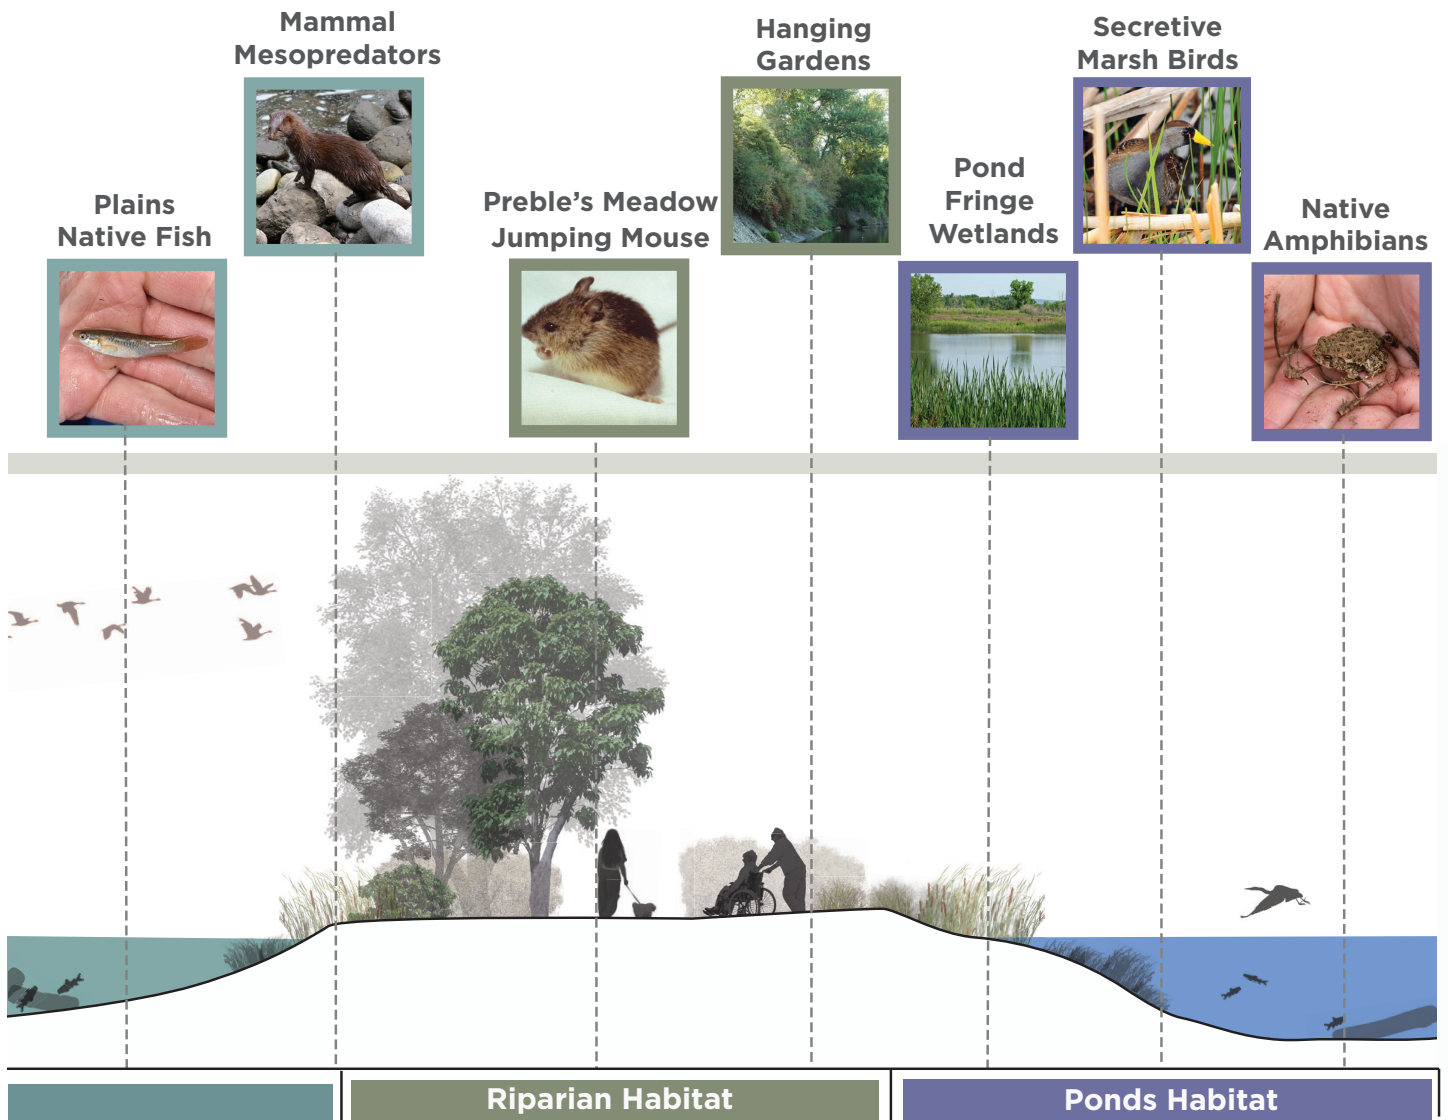 Mammal
Mesopredators
Hanging
Gardens
Secretive
Marsh Birds
Plains
Native Fish
Preble's Meadow
Jumping Mouse
Pond
Fringe
Wetlands
Native
Amphibians
Riparian Habitat
Ponds Habitat